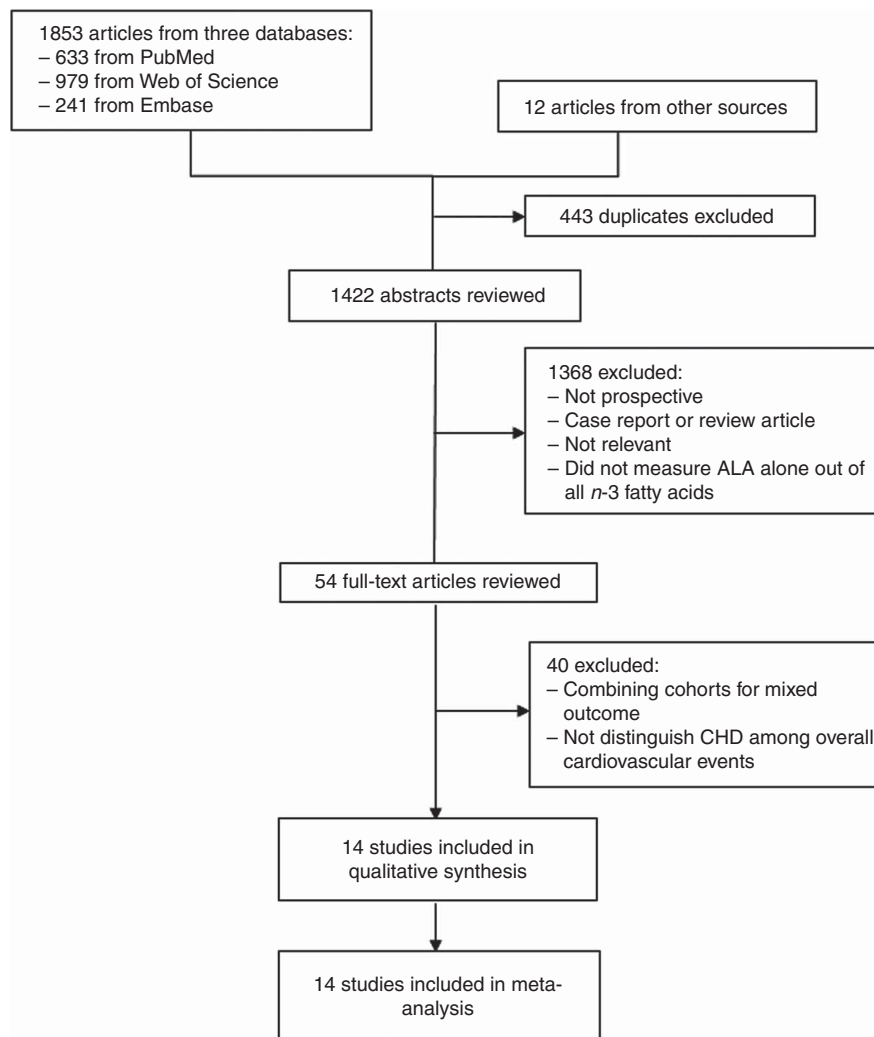 1853 articles from three databases:
– 633 from PubMed
– 979 from Web of Science
– 241 from Embase
12 articles from other sources
443 duplicates excluded
1422 abstracts reviewed
1368 excluded:
– Not prospective
– Case report or review article
– Not relevant
– Did not measure ALA alone out of
all n-3 fatty acids
54 full-text articles reviewed
40 excluded:
– Combining cohorts for mixed
outcome
– Not distinguish CHD among overall
cardiovascular events
14 studies included in
qualitative synthesis
14 studies included in meta-
analysis